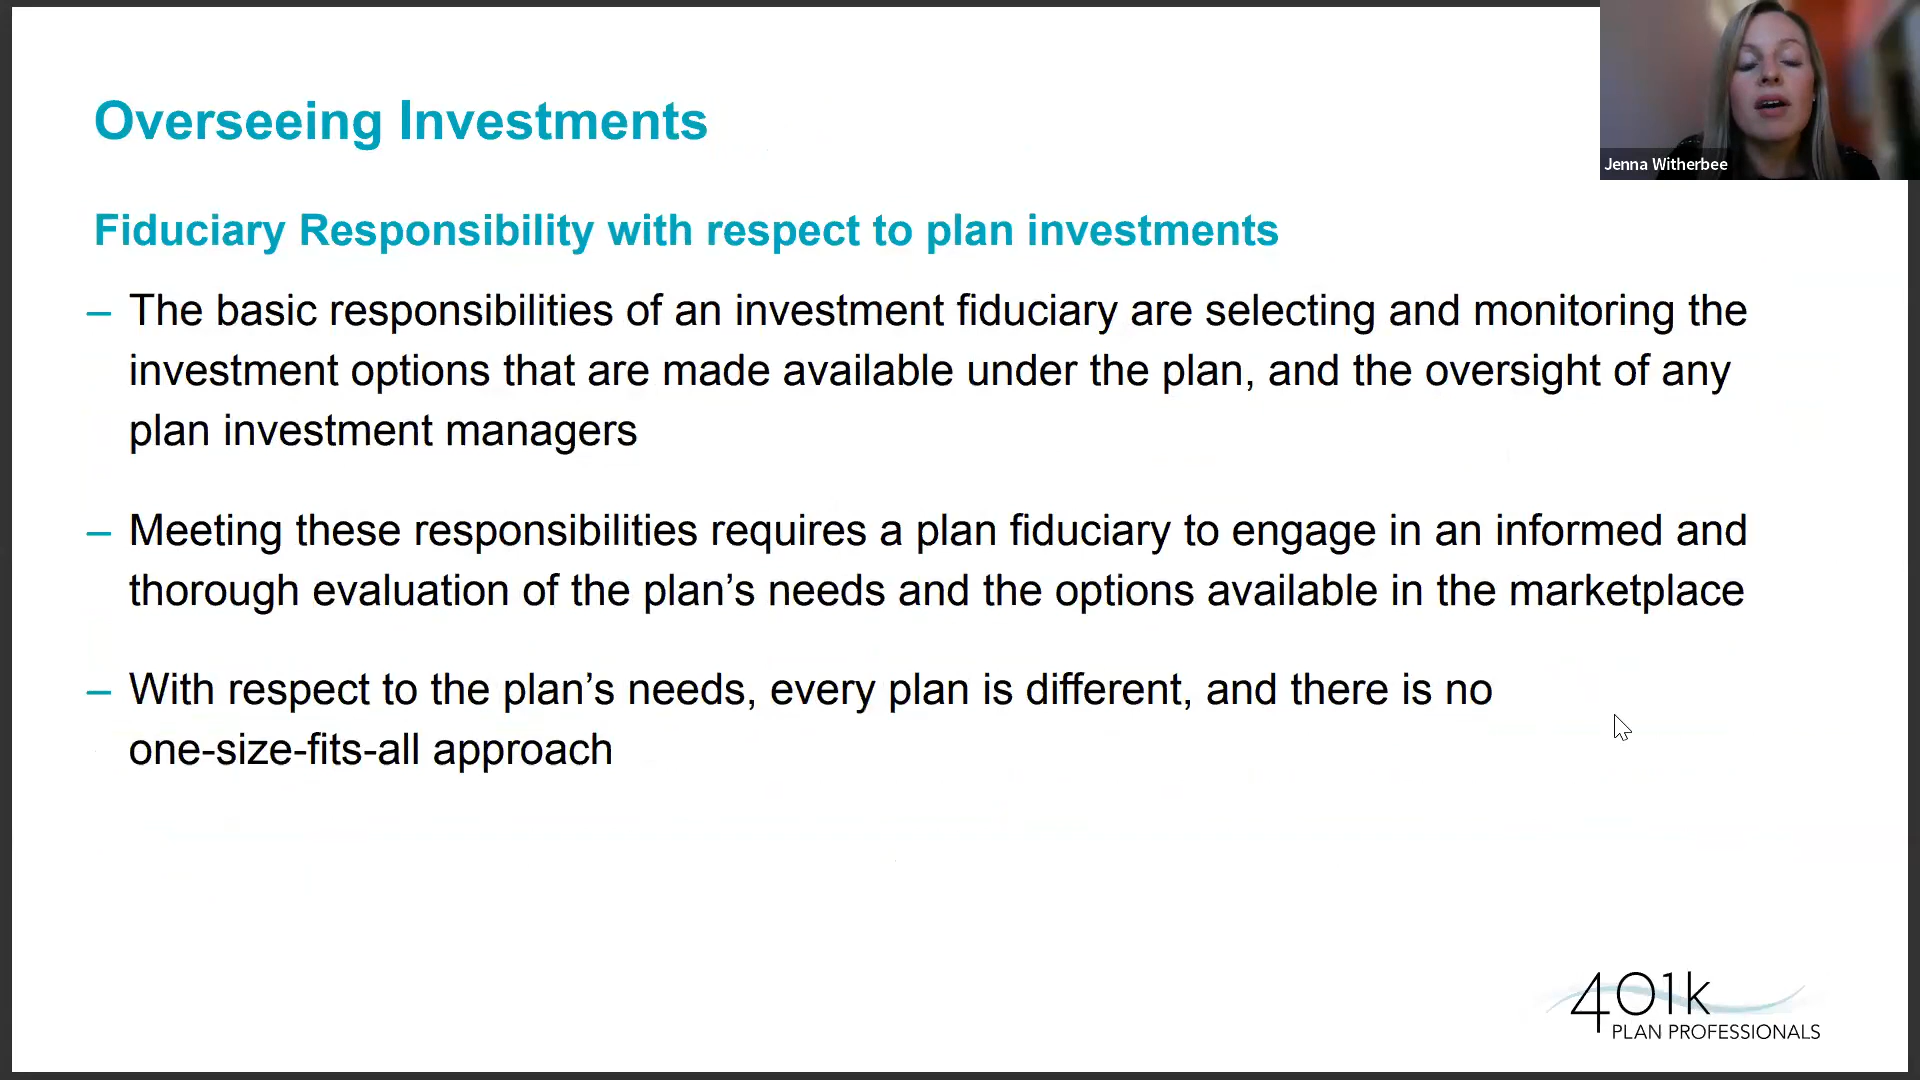 Overseeing Investments
Jenna Witherbee
Fiduciary Responsibility with respect to plan investments
– The basic responsibilities of an investment fiduciary are selecting and monitoring the
investment options that are made available under the plan, and the oversight of any
plan investment managers
– Meeting these responsibilities requires a plan fiduciary to engage in an informed and
thorough evaluation of the plan’s needs and the options available in the marketplace
– With respect to the plan’s needs, every plan is different, and there is no
one-size-fits-all approach
401k
PLAN PROFESSIONALS